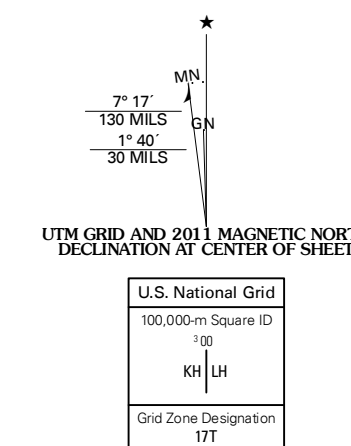 ★
MN.
7° 17´
130 MILS
GN
1° 40´
30 MILS
UTM GRID AND 2011 MAGNETIC NORT
DECLINATION AT CENTER OF SHEET
U.S. National Grid
100,000-m Square ID
³00
KH LH
Grid Zone Designation
17T